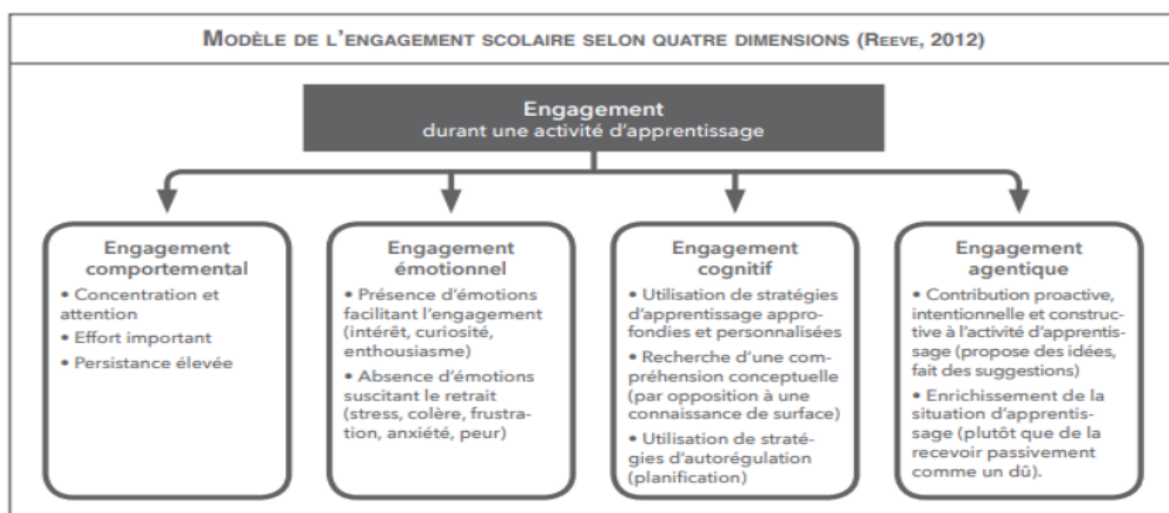 MODÈLE DE L'ENGAGEMENT SCOLAIRE SELON QUATRE DIMENSIONS (REEVE, 2012)
Engagement
durant une activité d'apprentissage
Engagement
comportemental
• Concentration et
attention
• Effort important
• Persistance élevée
Engagement
émotionnel
• Présence d'émotions
facilitant l'engagement
(intérêt, curiosité,
enthousiasme)
• Absence d'émotions
suscitant le retrait
(stress, colère, frustra-
tion, anxiété, peur)
Engagement
cognitif
• Utilisation de stratégies
d'apprentissage appro-
fondies et personnalisées
• Recherche d'une com-
préhension conceptuelle
(par opposition à une
connaissance de surface)
• Utilisation de straté-
gies d'autorégulation
(planification)
Engagement
agentique
• Contribution proactive,
intentionnelle et construc-
tive à l'activité d'apprentis-
sage (propose des idées,
fait des suggestions)
• Enrichissement de la
situation d'apprentis-
sage (plutôt que de la
recevoir passivement
comme un dû).